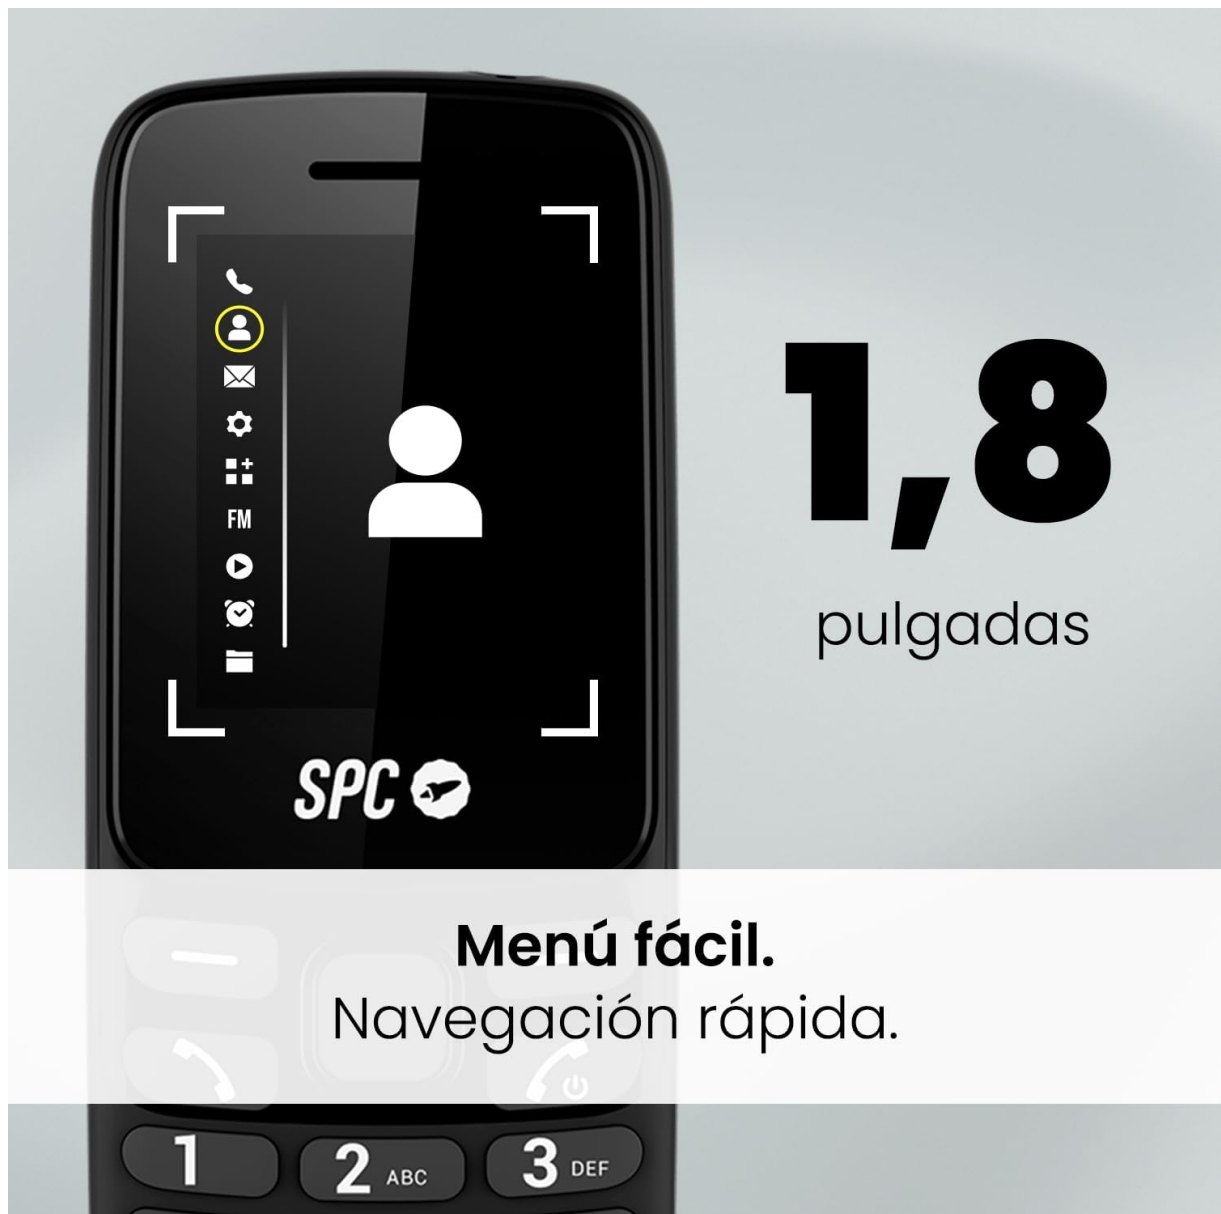 FM
SPC
1,8
pulgadas
Menú fácil.
Navegación rápida.
1
2 ABC
3 DEF